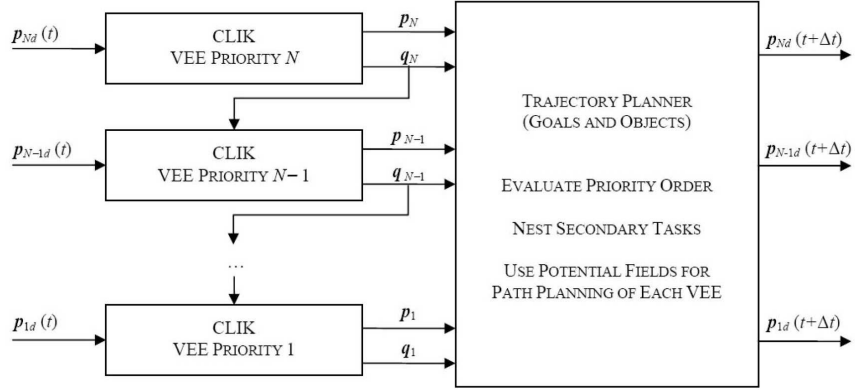 p_Nd (t)
CLIK
VEE PRIORITY N
p_N
q_N
p_N-1d (t)
CLIK
VEE PRIORITY N– 1
p_N-1
q_N-1
...
p_1d (t)
CLIK
VEE PRIORITY 1
p_1
q_1
TRAJECTORY PLANNER
(GOALS AND OBJECTS)
EVALUATE PRIORITY ORDER
NEST SECONDARY TASKS
USE POTENTIAL FIELDS FOR
PATH PLANNING OF EACH VEE
p_Nd (t+Δt)
p_N-1d (t+Δt)
p_1d (t+Δt)